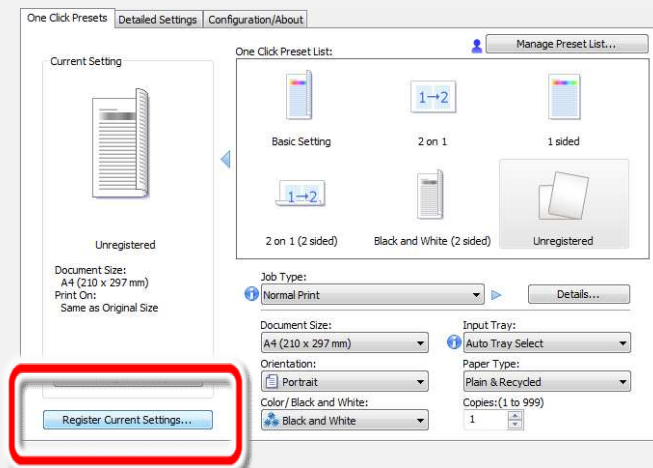 One Click Presets
Detailed Settings
Configuration/About
Current Setting
Unregistered
Document Size:
A4 (210 x 297 mm)
Print On:
Same as Original Size
Register Current Settings...
One Click Preset List:
Manage Preset List...
Basic Setting
1→2
2 on 1
1 sided
1→2
2 on 1 (2 sided)
Black and White (2 sided)
Unregistered
Job Type:
Normal Print
Details...
Document Size:
A4 (210 x 297 mm)
Input Tray:
Auto Tray Select
Orientation:
Portrait
Paper Type:
Plain & Recycled
Color/ Black and White:
Black and White
Copies:(1 to 999)
1